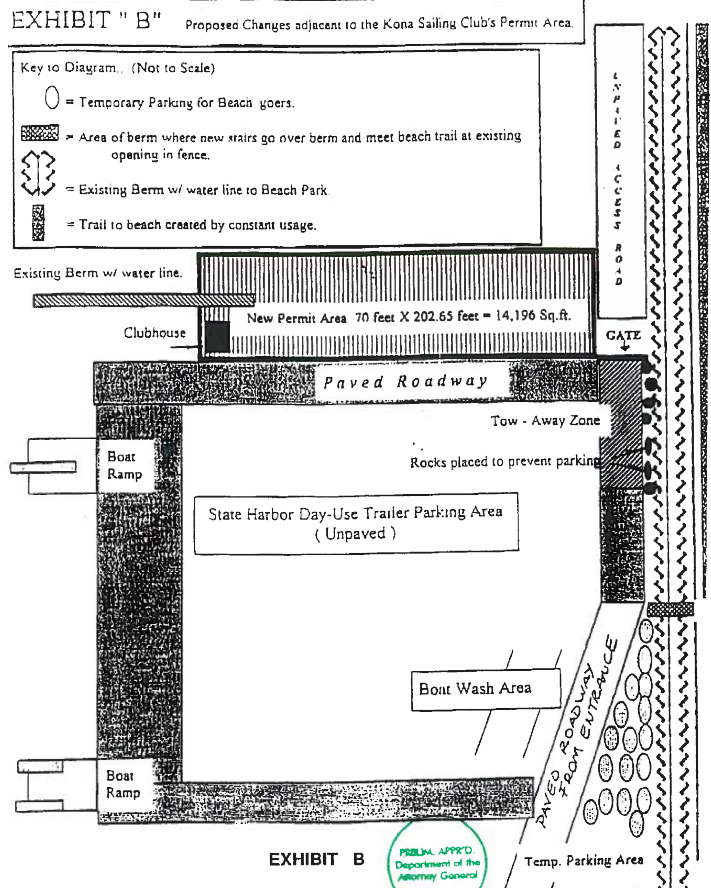 EXHIBIT " B" Proposed Changes adjacent to the Kona Sailing Club's Permit Area.
Key to Diagram.. (Not to Scale)
= Temporary Parking for Beach goers.
= Area of berm where new stairs go over berm and meet beach trail at existing
opening in fence.
= Existing Berm w/ water line to Beach Park
= Trail to beach created by constant usage.
UNPAVED ACCESS ROAD
Existing Berm w/ water line.
New Permit Area 70 feet X 202.65 feet = 14,196 Sq.ft.
Clubhouse
GATE
Paved Roadway
Tow - Away Zone
Boat
Ramp
Rocks placed to prevent parking
State Harbor Day-Use Trailer Parking Area
( Unpaved )
Boat Wash Area
PAVED ROADWAY
FROM ENTRANCE
Boat
Ramp
EXHIBIT B
PRELIM. APPR'D.
Department of the
Attorney General
Temp. Parking Area